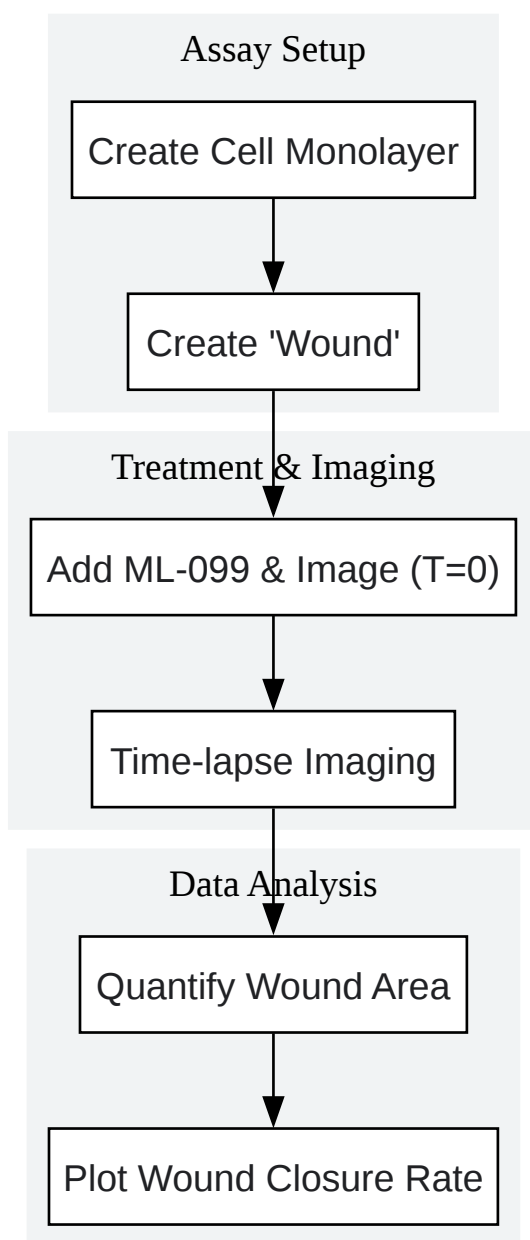 Assay Setup
Create Cell Monolayer
Create 'Wound'
Treatment & Imaging
Add ML-099 & Image (T=0)
Time-lapse Imaging
Data Analysis
Quantify Wound Area
Plot Wound Closure Rate